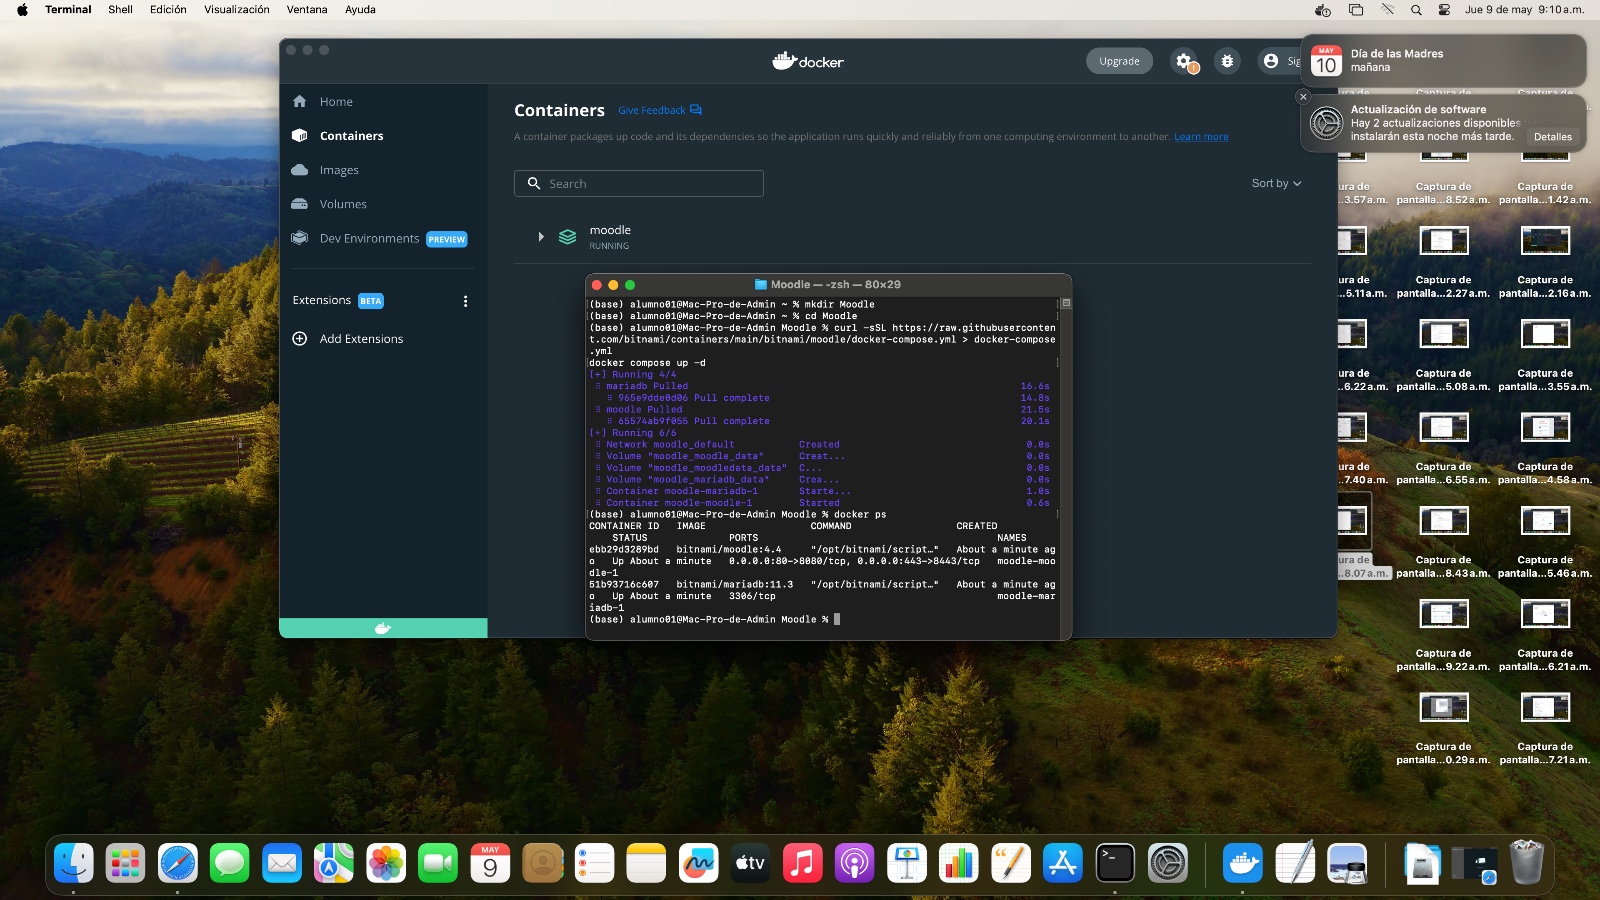 Terminal Shell Edición Visualización Ventana Ayuda
Jue 9 de may 9:10 a.m.
docker
Upgrade
Sig
Home
Containers
Images
Volumes
Dev Environments PREVIEW
Extensions BETA
Add Extensions
Containers Give Feedback
A container packages up code and its dependencies so the application runs quickly and reliably from one computing environment to another. Learn more
Search
Sort by
moodle
RUNNING
Moodle — -zsh — 80×29
(base) alumno01@Mac-Pro-de-Admin ~ % mkdir Moodle
(base) alumno01@Mac-Pro-de-Admin ~ % cd Moodle
(base) alumno01@Mac-Pro-de-Admin Moodle % curl -sSL https://raw.githubuserconten
t.com/bitnami/containers/main/bitnami/moodle/docker-compose.yml > docker-compose
.yml
docker compose up -d
[+] Running 4/4
⠿ mariadb Pulled 16.6s
⠿ 965e9dde0d06 Pull complete 14.8s
⠿ moodle Pulled 21.5s
⠿ 65574ab9f055 Pull complete 20.1s
[+] Running 6/6
⠿ Network moodle_default Created 0.0s
⠿ Volume "moodle_moodle_data" Creat... 0.0s
⠿ Volume "moodle_moodledata_data" C... 0.0s
⠿ Volume "moodle_mariadb_data" Crea... 0.0s
⠿ Container moodle-mariadb-1 Starte... 1.0s
⠿ Container moodle-moodle-1 Started 0.6s
(base) alumno01@Mac-Pro-de-Admin Moodle % docker ps
CONTAINER ID IMAGE COMMAND CREATED
STATUS PORTS NAMES
ebb29d3289bd bitnami/moodle:4.4 "/opt/bitnami/script…" About a minute ag
o Up About a minute 0.0.0.0:80->8080/tcp, 0.0.0.0:443->8443/tcp moodle-moo
dle-1
51b93716c607 bitnami/mariadb:11.3 "/opt/bitnami/script…" About a minute ag
o Up About a minute 3306/tcp moodle-mar
iadb-1
(base) alumno01@Mac-Pro-de-Admin Moodle %
MAY
10
Día de las Madres
mañana
Actualización de software
Hay 2 actualizaciones disponibles
instalarán esta noche más tarde.
Detalles
ura de Captura de Captura de
...3.57 a.m. pantalla...8.52 a.m. pantalla...1.42 a.m.
ura de Captura de Captura de
...5.11 a.m. pantalla...2.27 a.m. pantalla...2.16 a.m.
ura de Captura de Captura de
...6.22 a.m. pantalla...5.08 a.m. pantalla...3.55 a.m.
ura de Captura de Captura de
...7.40 a.m. pantalla...6.55 a.m. pantalla...4.58 a.m.
ura de Captura de Captura de
...8.07 a.m. pantalla...8.43 a.m. pantalla...5.46 a.m.
Captura de Captura de
pantalla...9.22 a.m. pantalla...6.21 a.m.
Captura de Captura de
pantalla...0.29 a.m. pantalla...7.21 a.m.
MAY
9
tv